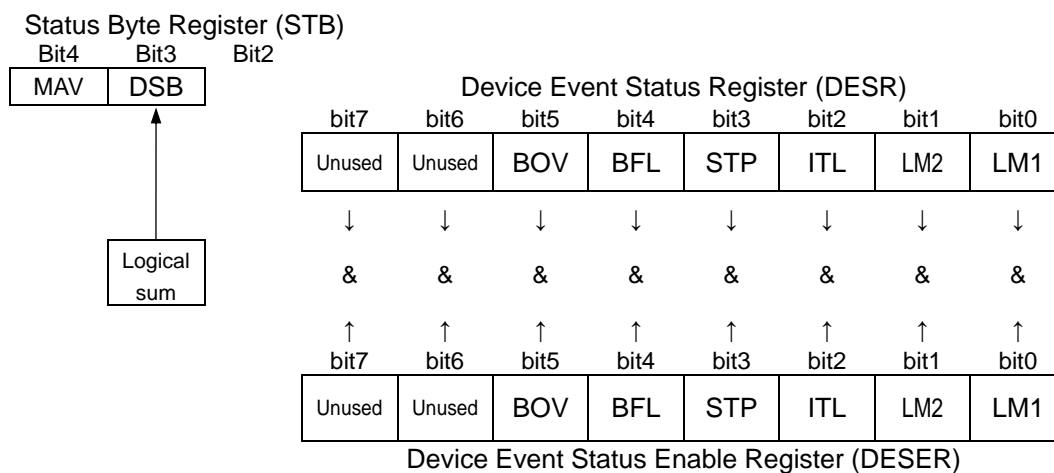 Status Byte Register (STB)
Bit4 Bit3 Bit2
MAV DSB
Device Event Status Register (DESR)
bit7 bit6 bit5 bit4 bit3 bit2 bit1 bit0
Unused Unused BOV BFL STP ITL LM2 LM1
↓ ↓ ↓ ↓ ↓ ↓ ↓ ↓
Logical
sum
& & & & & & & &
↑ ↑ ↑ ↑ ↑ ↑ ↑ ↑
bit7 bit6 bit5 bit4 bit3 bit2 bit1 bit0
Unused Unused BOV BFL STP ITL LM2 LM1
Device Event Status Enable Register (DESER)